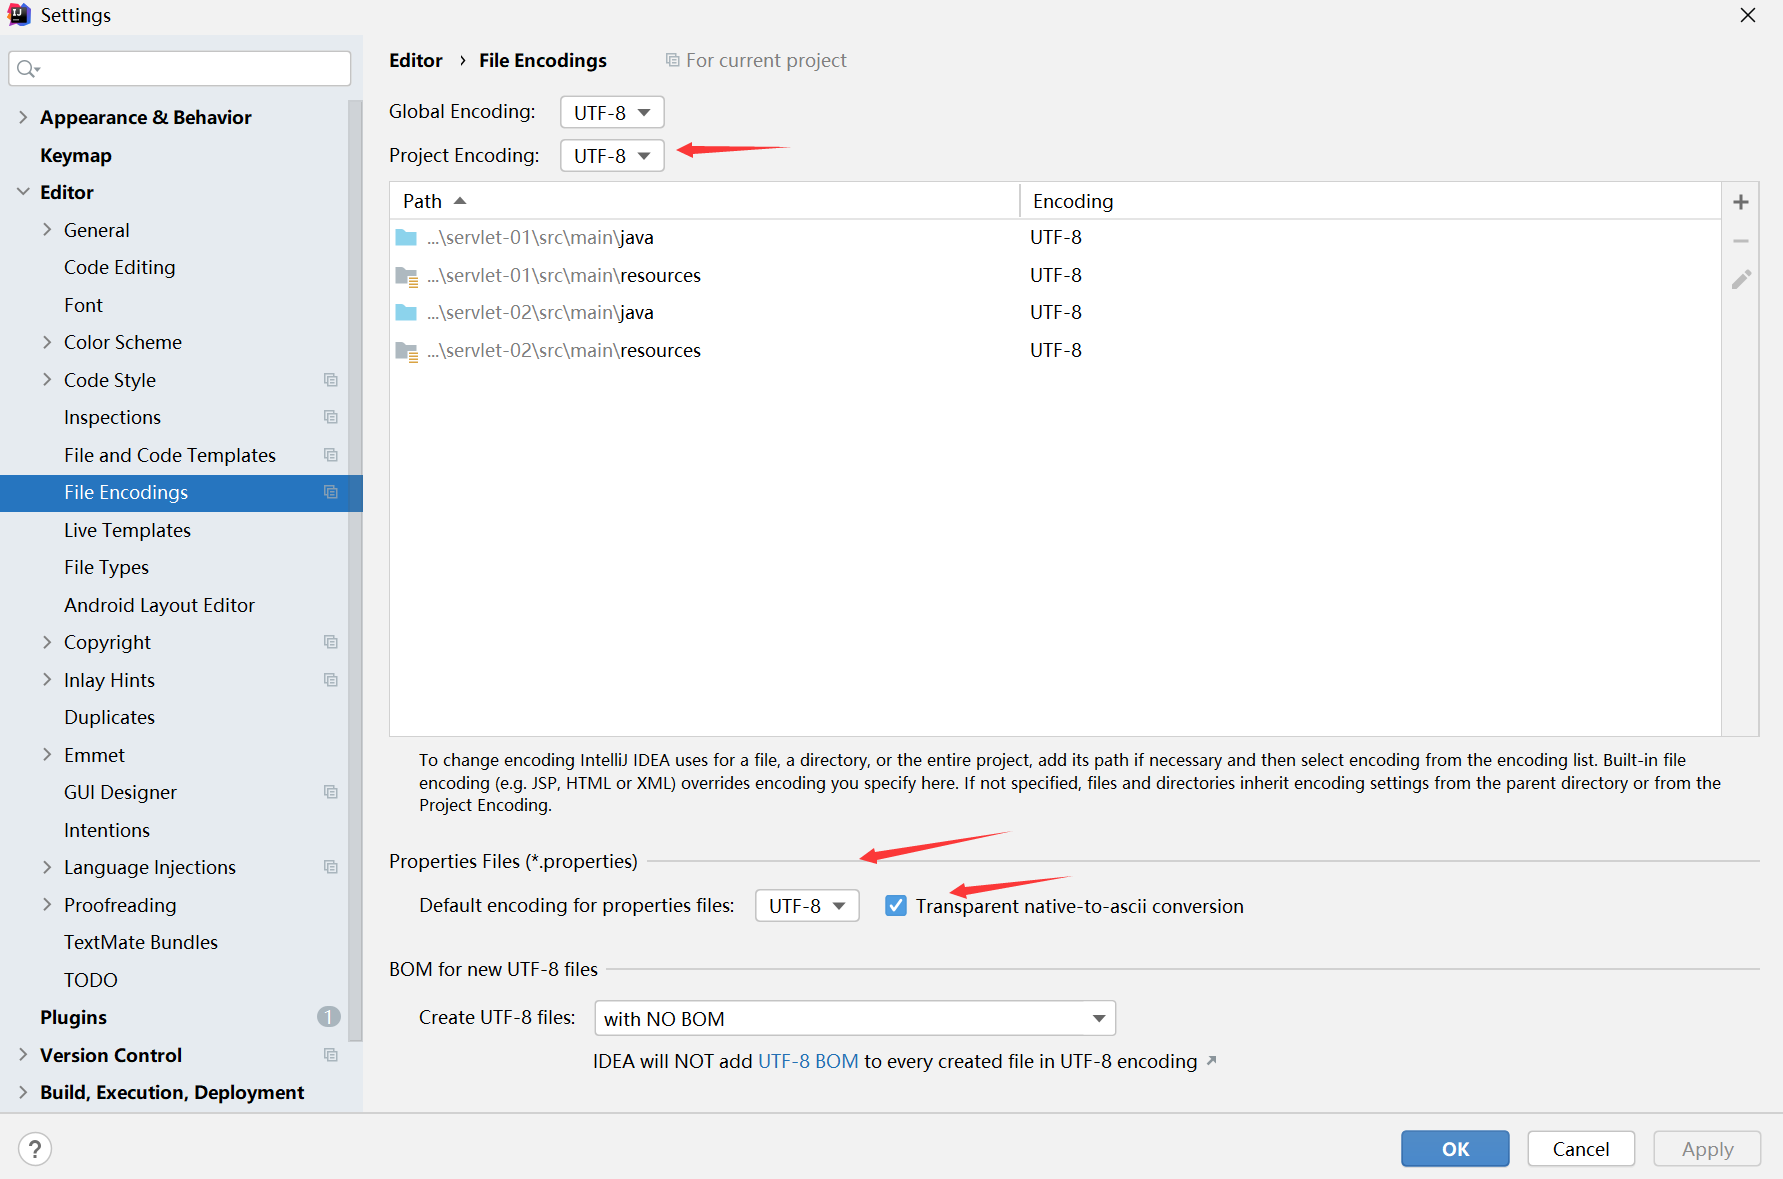 Settings
Editor › File Encodings For current project
Global Encoding: UTF-8
Project Encoding: UTF-8
Path Encoding
...\servlet-01\src\main\java UTF-8
...\servlet-01\src\main\resources UTF-8
...\servlet-02\src\main\java UTF-8
...\servlet-02\src\main\resources UTF-8
To change encoding IntelliJ IDEA uses for a file, a directory, or the entire project, add its path if necessary and then select encoding from the encoding list. Built-in file
encoding (e.g. JSP, HTML or XML) overrides encoding you specify here. If not specified, files and directories inherit encoding settings from the parent directory or from the
Project Encoding.
Properties Files (*.properties)
Default encoding for properties files: UTF-8 Transparent native-to-ascii conversion
BOM for new UTF-8 files
Create UTF-8 files: with NO BOM
IDEA will NOT add UTF-8 BOM to every created file in UTF-8 encoding
Appearance & Behavior
Keymap
Editor
General
Code Editing
Font
Color Scheme
Code Style
Inspections
File and Code Templates
File Encodings
Live Templates
File Types
Android Layout Editor
Copyright
Inlay Hints
Duplicates
Emmet
GUI Designer
Intentions
Language Injections
Proofreading
TextMate Bundles
TODO
Plugins 1
Version Control
Build, Execution, Deployment
? OK Cancel Apply